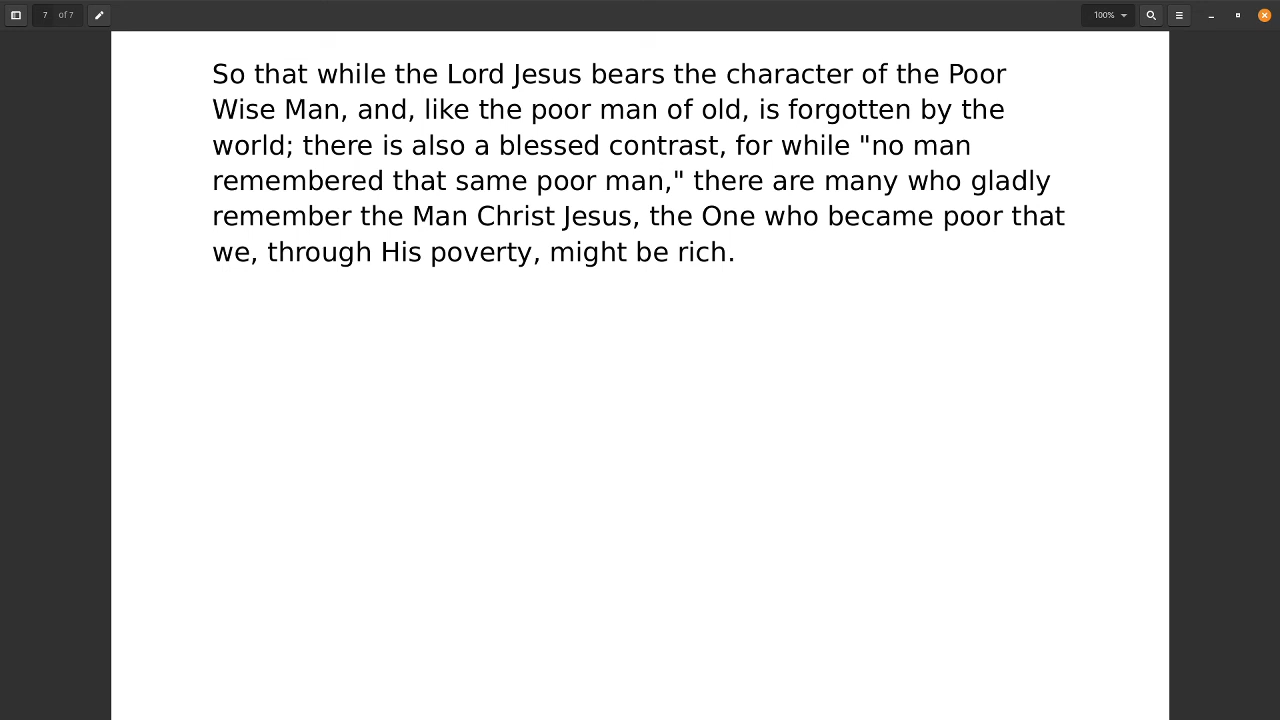 7 of 7
100%
So that while the Lord Jesus bears the character of the Poor
Wise Man, and, like the poor man of old, is forgotten by the
world; there is also a blessed contrast, for while "no man
remembered that same poor man," there are many who gladly
remember the Man Christ Jesus, the One who became poor that
we, through His poverty, might be rich.